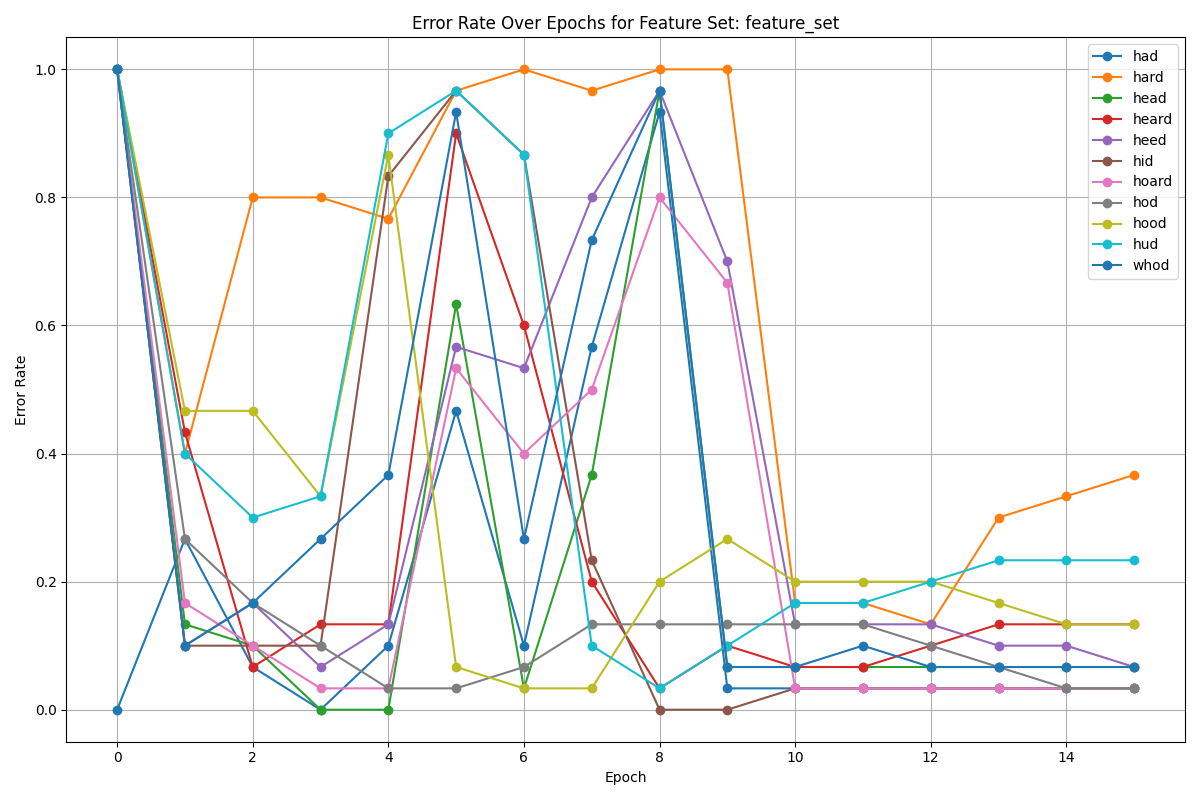 Error Rate Over Epochs for Feature Set: feature_set
Error Rate
1.0
0.8
0.6
0.4
0.2
0.0
had
hard
head
heard
heed
hid
hoard
hod
hood
hud
whod
0 2 4 6 8 10 12 14
Epoch